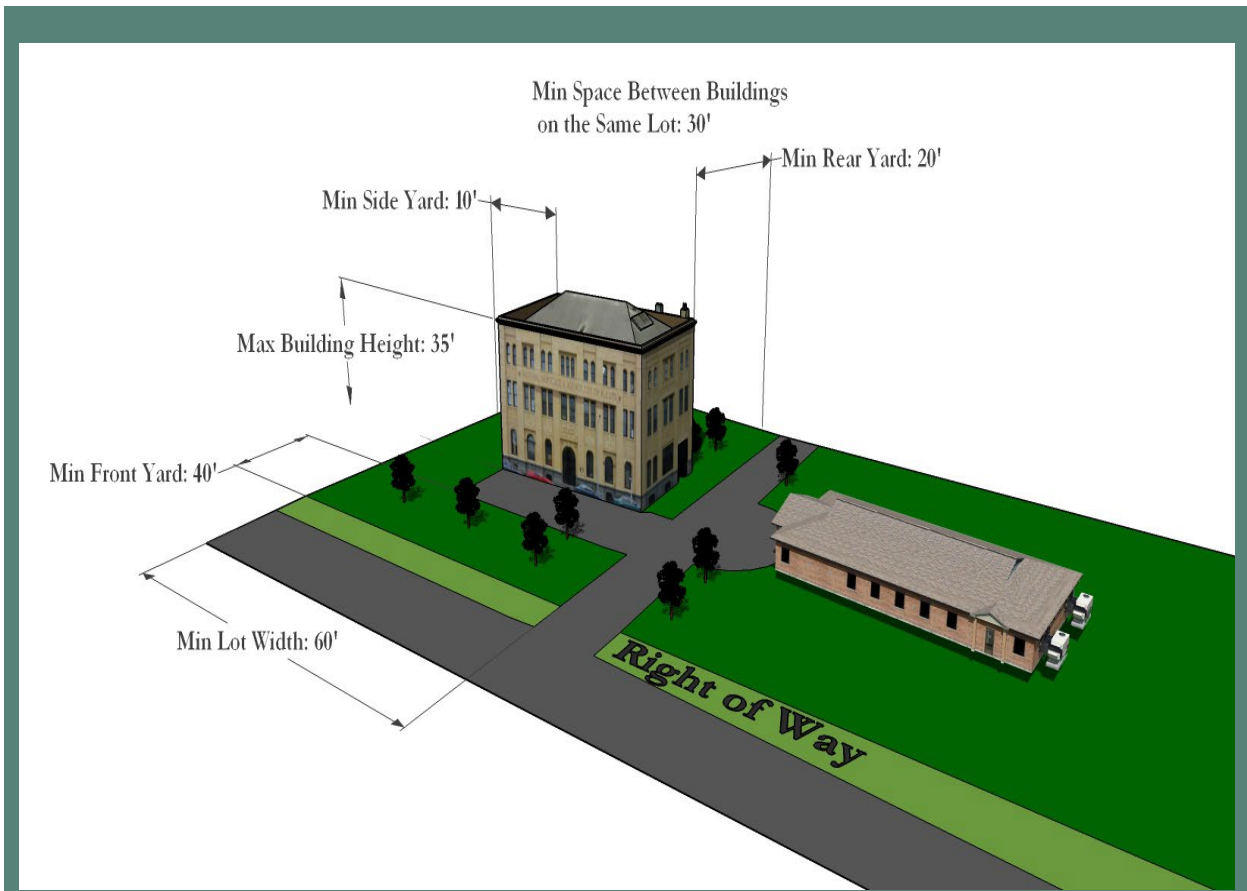 Min Space Between Buildings
on the Same Lot: 30'
Min Rear Yard: 20'
Min Side Yard: 10'
Max Building Height: 35'
Min Front Yard: 40'
Min Lot Width: 60'
Right of Way